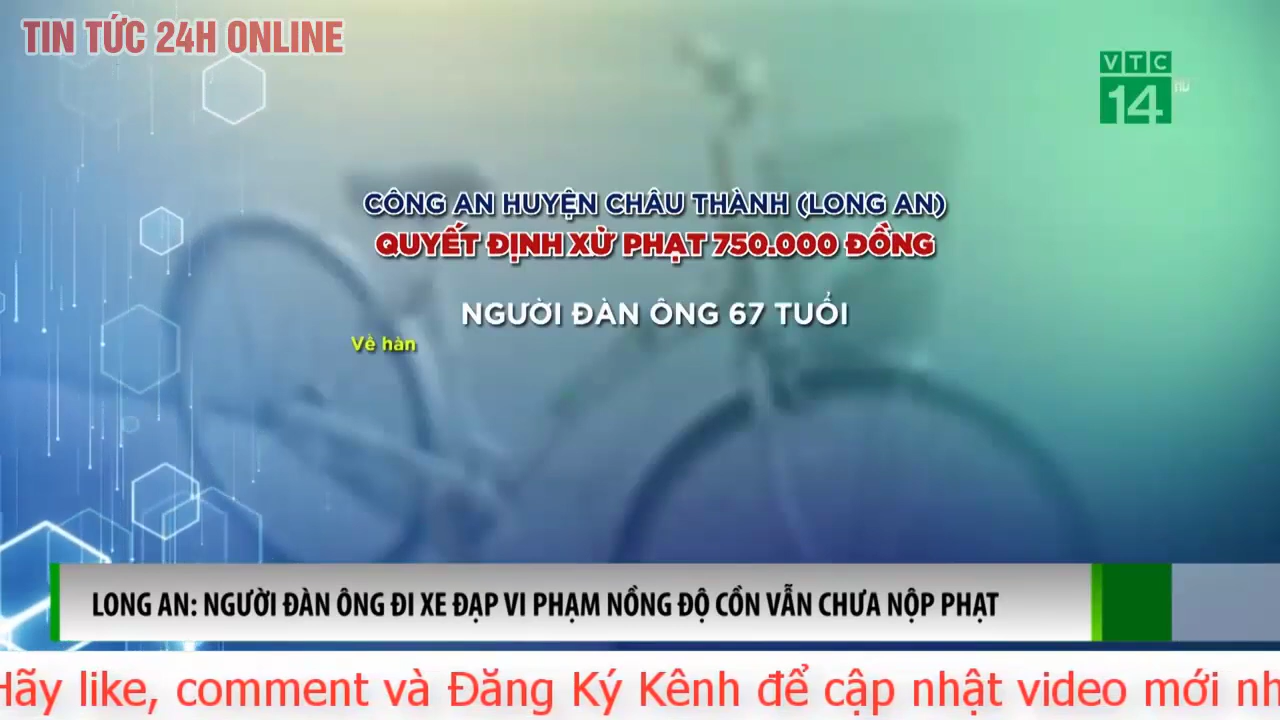 TIN TỨC 24H ONLINE
VTC
14
HD
CÔNG AN HUYỆN CHÂU THÀNH (LONG AN)
QUYẾT ĐỊNH XỬ PHẠT 750.000 ĐỒNG
NGƯỜI ĐÀN ÔNG 67 TUỔI
Về hàn
LONG AN: NGƯỜI ĐÀN ÔNG ĐI XE ĐẠP VI PHẠM NỒNG ĐỘ CỒN VẪN CHƯA NỘP PHẠT
Hãy like, comment và Đăng Ký Kênh để cập nhật video mới nh